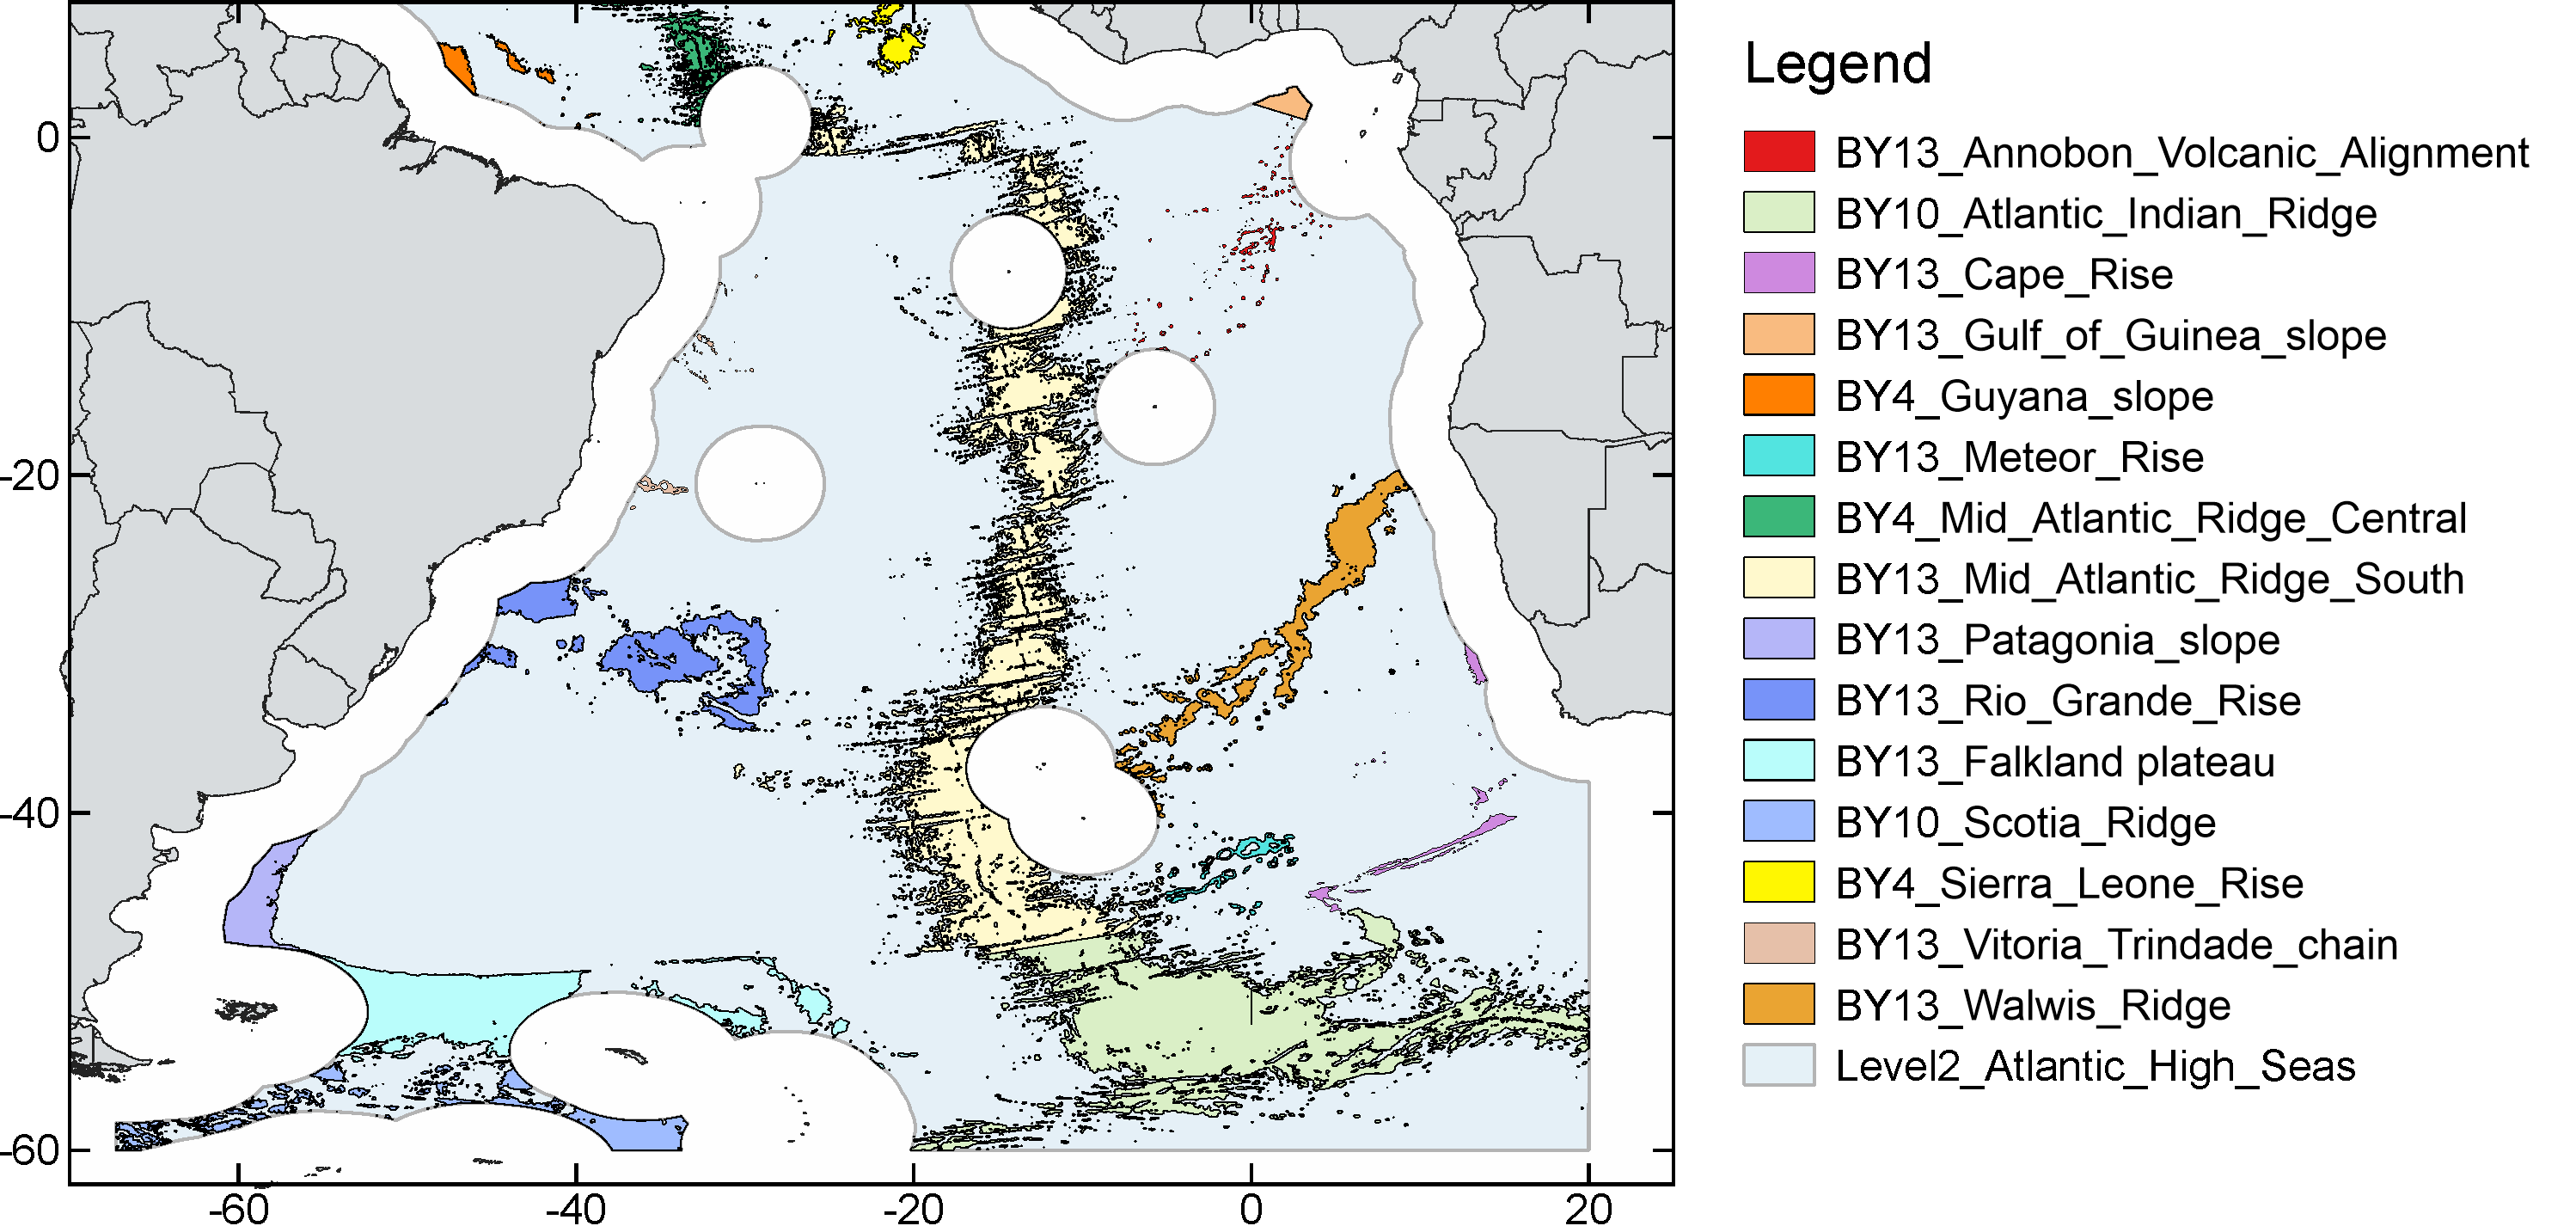 Legend
BY13_Annobon_Volcanic_Alignment
BY10_Atlantic_Indian_Ridge
BY13_Cape_Rise
BY13_Gulf_of_Guinea_slope
BY4_Guyana_slope
BY13_Meteor_Rise
BY4_Mid_Atlantic_Ridge_Central
BY13_Mid_Atlantic_Ridge_South
BY13_Patagonia_slope
BY13_Rio_Grande_Rise
BY13_Falkland plateau
BY10_Scotia_Ridge
BY4_Sierra_Leone_Rise
BY13_Vitoria_Trindade_chain
BY13_Walwis_Ridge
Level2_Atlantic_High_Seas
0
-20
-40
-60
-60 -40 -20 0 20